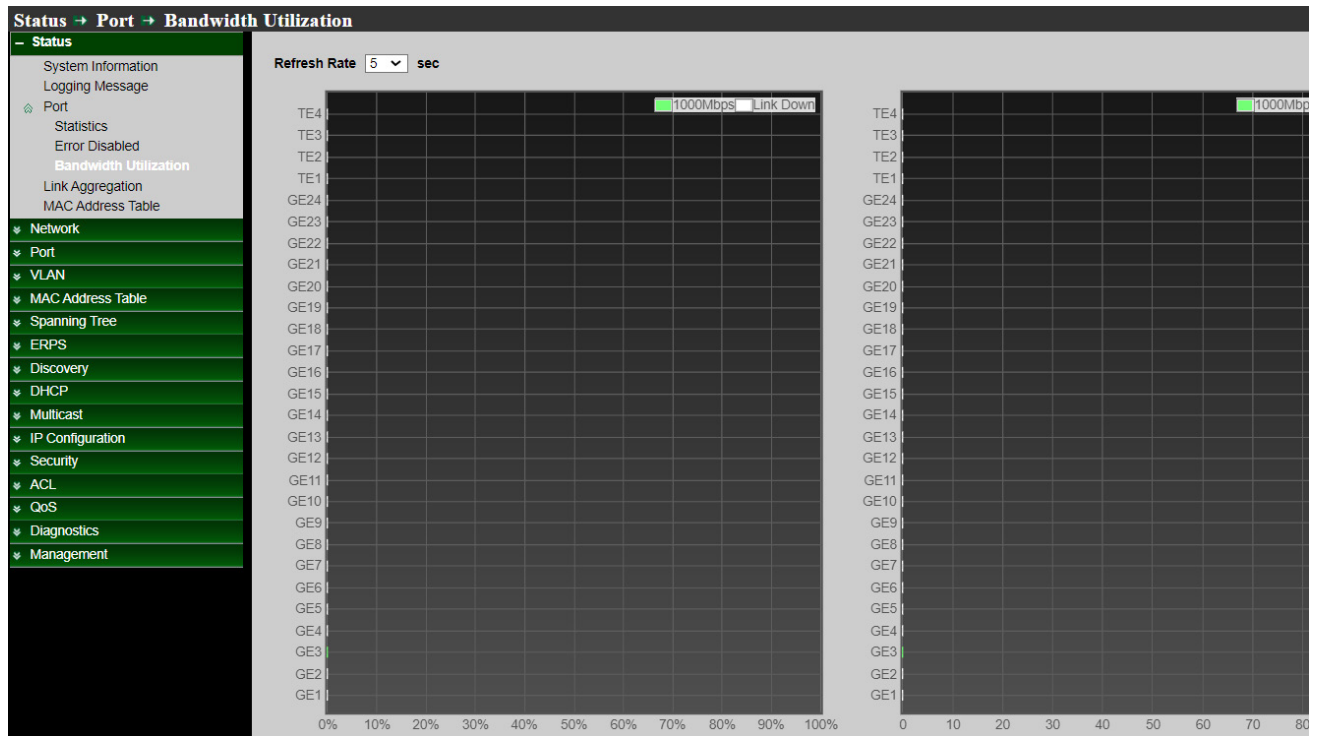 Status → Port → Bandwidth Utilization
– Status
System Information
Logging Message
Port
Statistics
Error Disabled
Bandwidth Utilization
Link Aggregation
MAC Address Table
Network
Port
VLAN
MAC Address Table
Spanning Tree
ERPS
Discovery
DHCP
Multicast
IP Configuration
Security
ACL
QoS
Diagnostics
Management
Refresh Rate 5 sec
1000Mbps Link Down
TE4
TE3
TE2
TE1
GE24
GE23
GE22
GE21
GE20
GE19
GE18
GE17
GE16
GE15
GE14
GE13
GE12
GE11
GE10
GE9
GE8
GE7
GE6
GE5
GE4
GE3
GE2
GE1
0% 10% 20% 30% 40% 50% 60% 70% 80% 90% 100%
1000Mbp
TE4
TE3
TE2
TE1
GE24
GE23
GE22
GE21
GE20
GE19
GE18
GE17
GE16
GE15
GE14
GE13
GE12
GE11
GE10
GE9
GE8
GE7
GE6
GE5
GE4
GE3
GE2
GE1
0 10 20 30 40 50 60 70 80